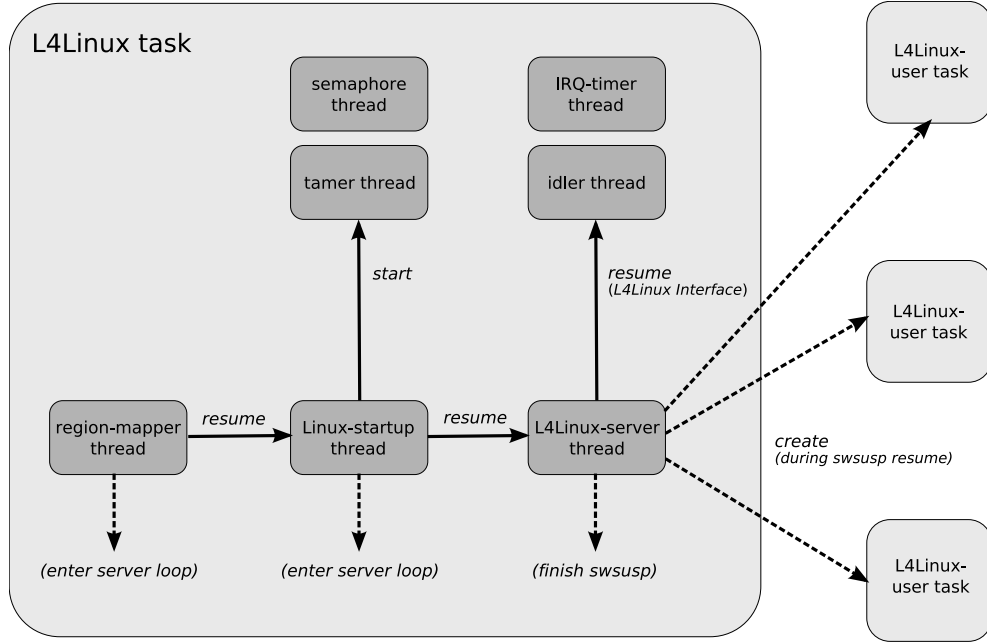 L4Linux task
semaphore
thread
IRQ-timer
thread
L4Linux-
user task
tamer thread
idler thread
start
resume
(L4Linux Interface)
L4Linux-
user task
region-mapper
thread
resume
Linux-startup
thread
resume
L4Linux-server
thread
create
(during swsusp resume)
(enter server loop)
(enter server loop)
(finish swsusp)
L4Linux-
user task